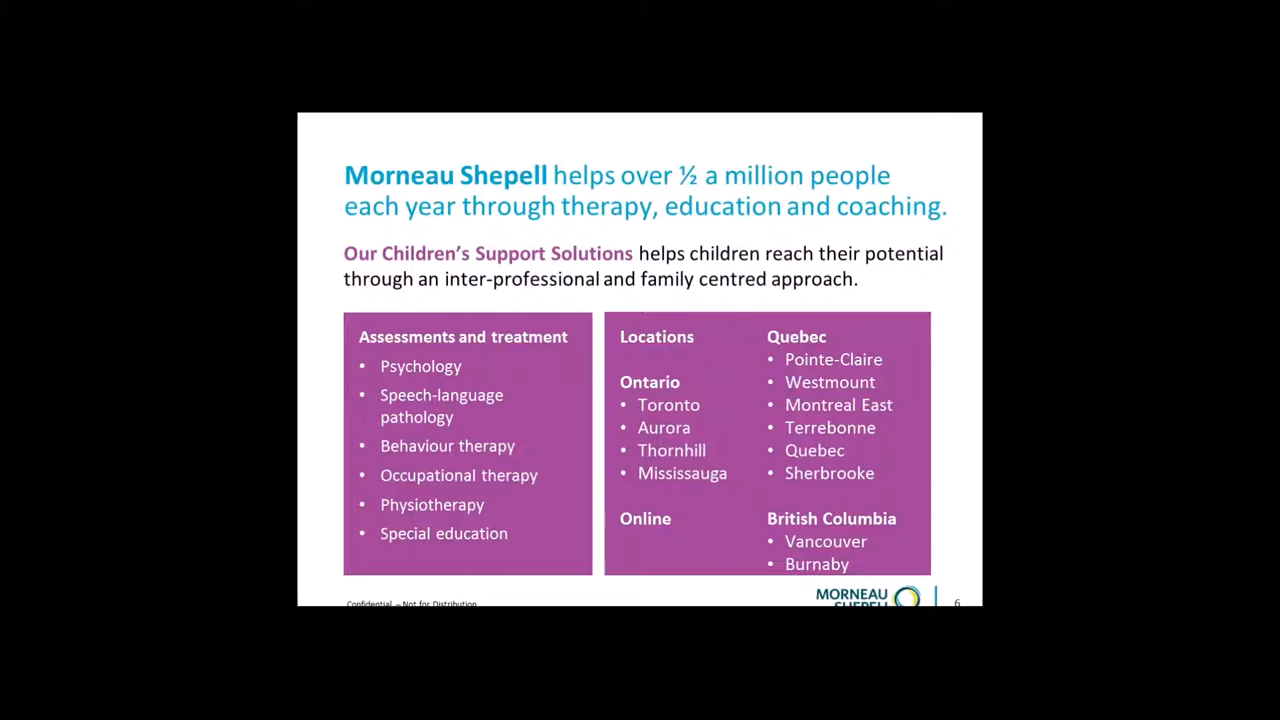 Morneau Shepell helps over ½ a million people
each year through therapy, education and coaching.
Our Children's Support Solutions helps children reach their potential
through an inter-professional and family centred approach.
Assessments and treatment
• Psychology
• Speech-language
pathology
• Behaviour therapy
• Occupational therapy
• Physiotherapy
• Special education
Locations
Ontario
• Toronto
• Aurora
• Thornhill
• Mississauga
Online
Quebec
• Pointe-Claire
• Westmount
• Montreal East
• Terrebonne
• Quebec
• Sherbrooke
British Columbia
• Vancouver
• Burnaby
Confidential – Not for Distribution
MORNEAU
SHEPELL
6